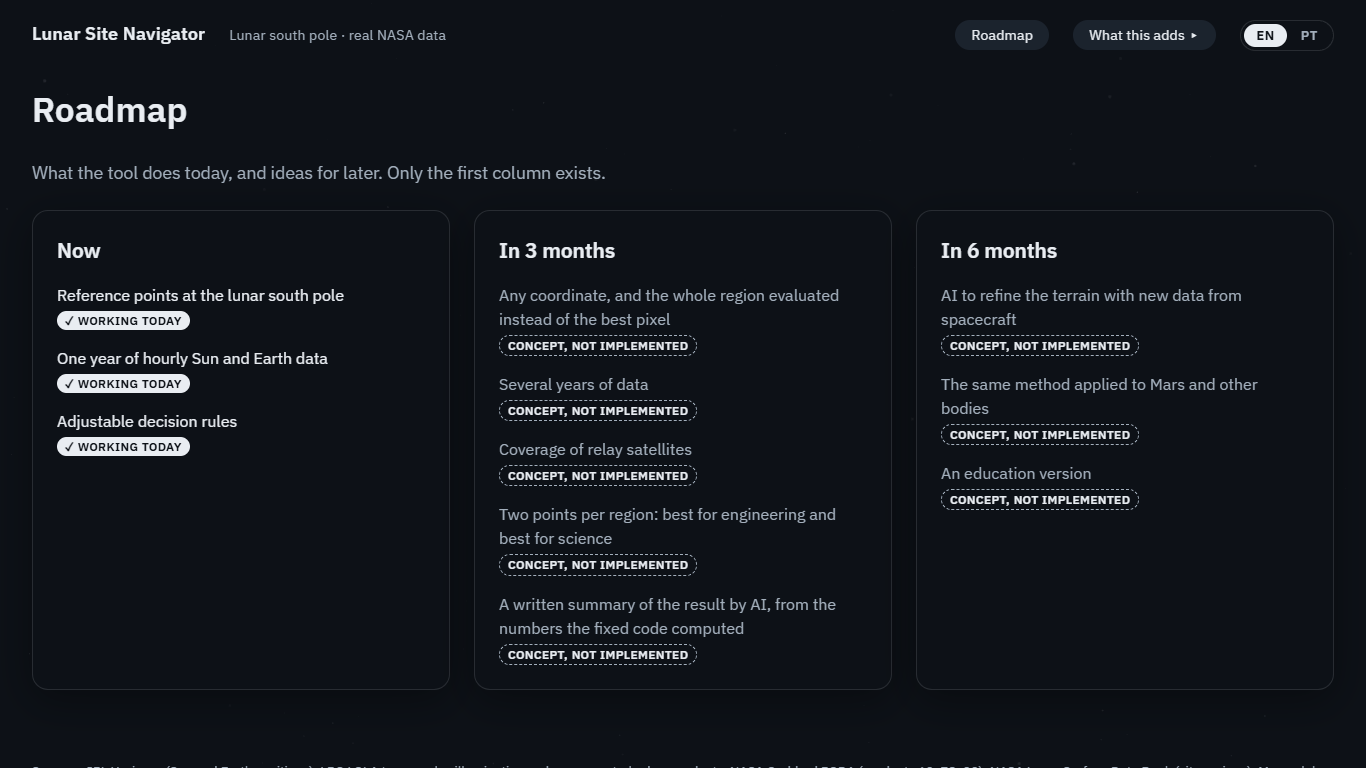 Lunar Site Navigator
Lunar south pole · real NASA data
Roadmap
What this adds ▸
EN
PT
Roadmap
What the tool does today, and ideas for later. Only the first column exists.
Now
Reference points at the lunar south pole
✓ WORKING TODAY
One year of hourly Sun and Earth data
✓ WORKING TODAY
Adjustable decision rules
✓ WORKING TODAY
In 3 months
Any coordinate, and the whole region evaluated
instead of the best pixel
CONCEPT, NOT IMPLEMENTED
Several years of data
CONCEPT, NOT IMPLEMENTED
Coverage of relay satellites
CONCEPT, NOT IMPLEMENTED
Two points per region: best for engineering and
best for science
CONCEPT, NOT IMPLEMENTED
A written summary of the result by AI, from the
numbers the fixed code computed
CONCEPT, NOT IMPLEMENTED
In 6 months
AI to refine the terrain with new data from
spacecraft
CONCEPT, NOT IMPLEMENTED
The same method applied to Mars and other
bodies
CONCEPT, NOT IMPLEMENTED
An education version
CONCEPT, NOT IMPLEMENTED